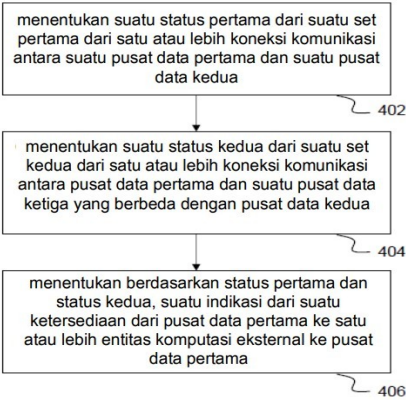 menentukan suatu status pertama dari suatu set
pertama dari satu atau lebih koneksi komunikasi
antara suatu pusat data pertama dan suatu pusat
data kedua
402
menentukan suatu status kedua dari suatu set
kedua dari satu atau lebih koneksi komunikasi
antara pusat data pertama dan suatu pusat data
ketiga yang berbeda dengan pusat data kedua
404
menentukan berdasarkan status pertama dan
status kedua, suatu indikasi dari suatu
ketersediaan dari pusat data pertama ke satu
atau lebih entitas komputasi eksternal ke pusat
data pertama
406